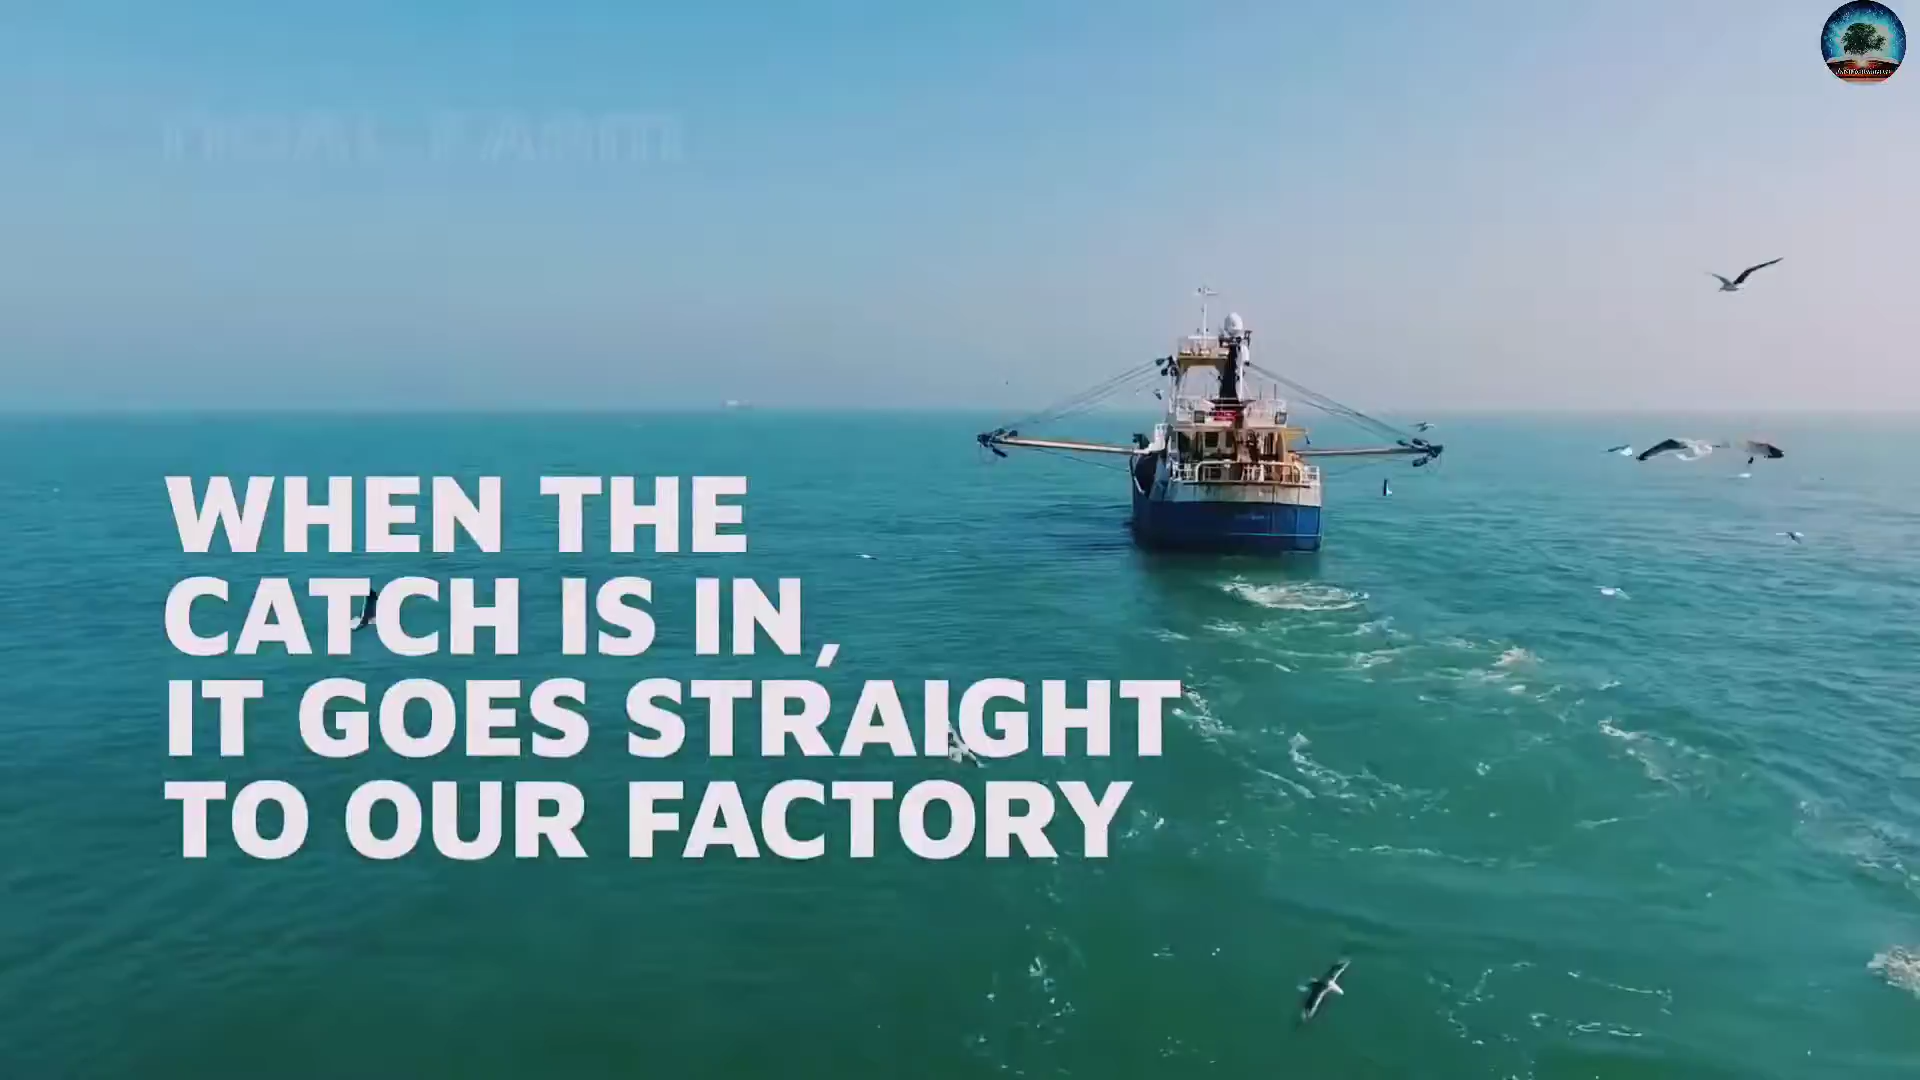 WHEN THE
CATCH IS IN,
IT GOES STRAIGHT
TO OUR FACTORY